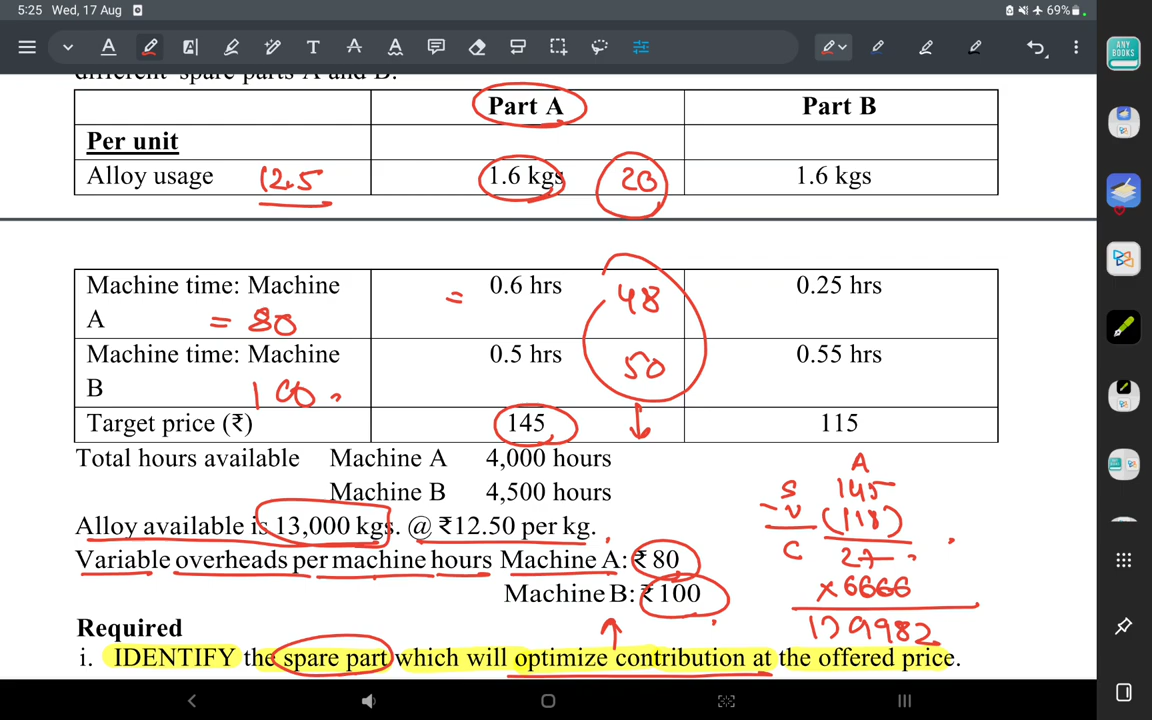 5:25 Wed, 17 Aug
69%
ANY BOOKS
different spare parts A and B.
Part A Part B
Per unit
Alloy usage 12.5 1.6 kgs 20 1.6 kgs
Machine time: Machine A = 80 = 0.6 hrs 48 0.25 hrs
Machine time: Machine B 100 0.5 hrs 50 0.55 hrs
Target price (₹) 145 115
Total hours available Machine A 4,000 hours
Machine B 4,500 hours
Alloy available is 13,000 kgs. @ ₹12.50 per kg.
Variable overheads per machine hours Machine A: ₹ 80
Machine B: ₹ 100
A
S 145
- V (118)
C 27
×6666
179982
Required
i. IDENTIFY the spare part which will optimize contribution at the offered price.